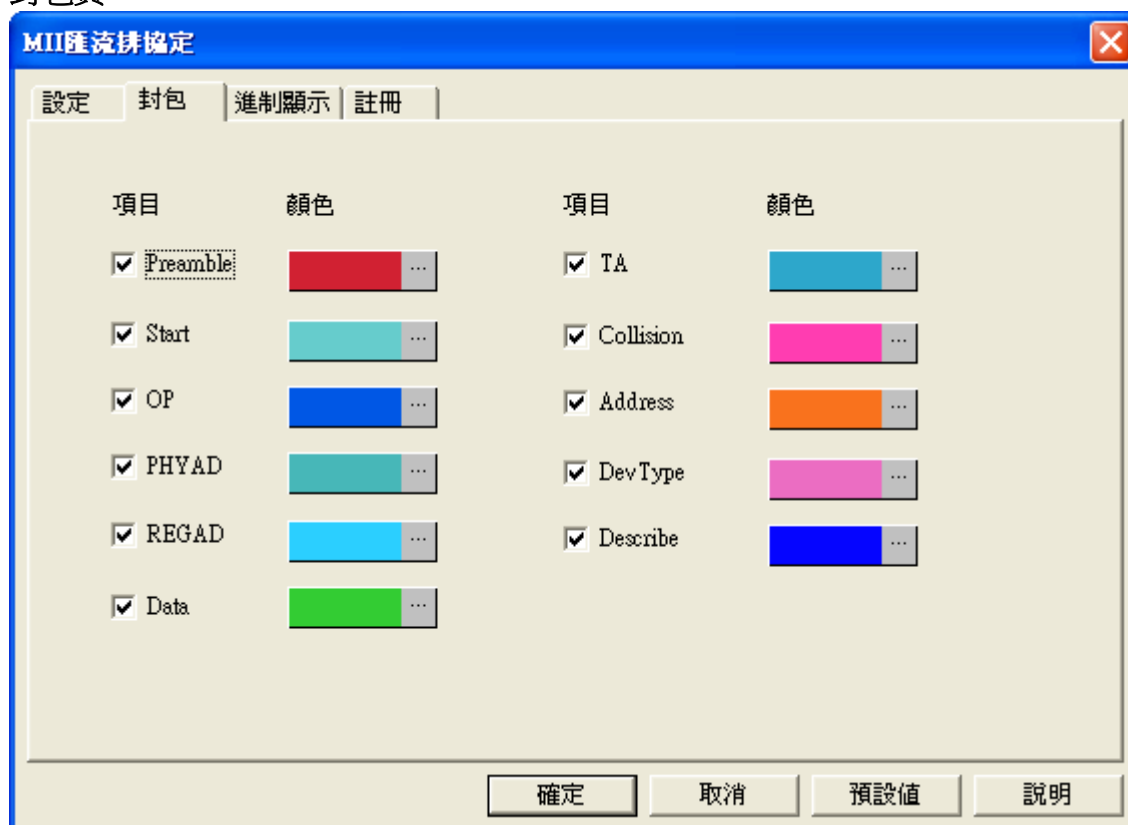 MII匯流排協定
設定 封包 進制顯示 註冊
項目 顏色 項目 顏色
Preamble ... TA ...
Start ... Collision ...
OP ... Address ...
PHYAD ... DevType ...
REGAD ... Describe ...
Data ...
確定 取消 預設值 說明